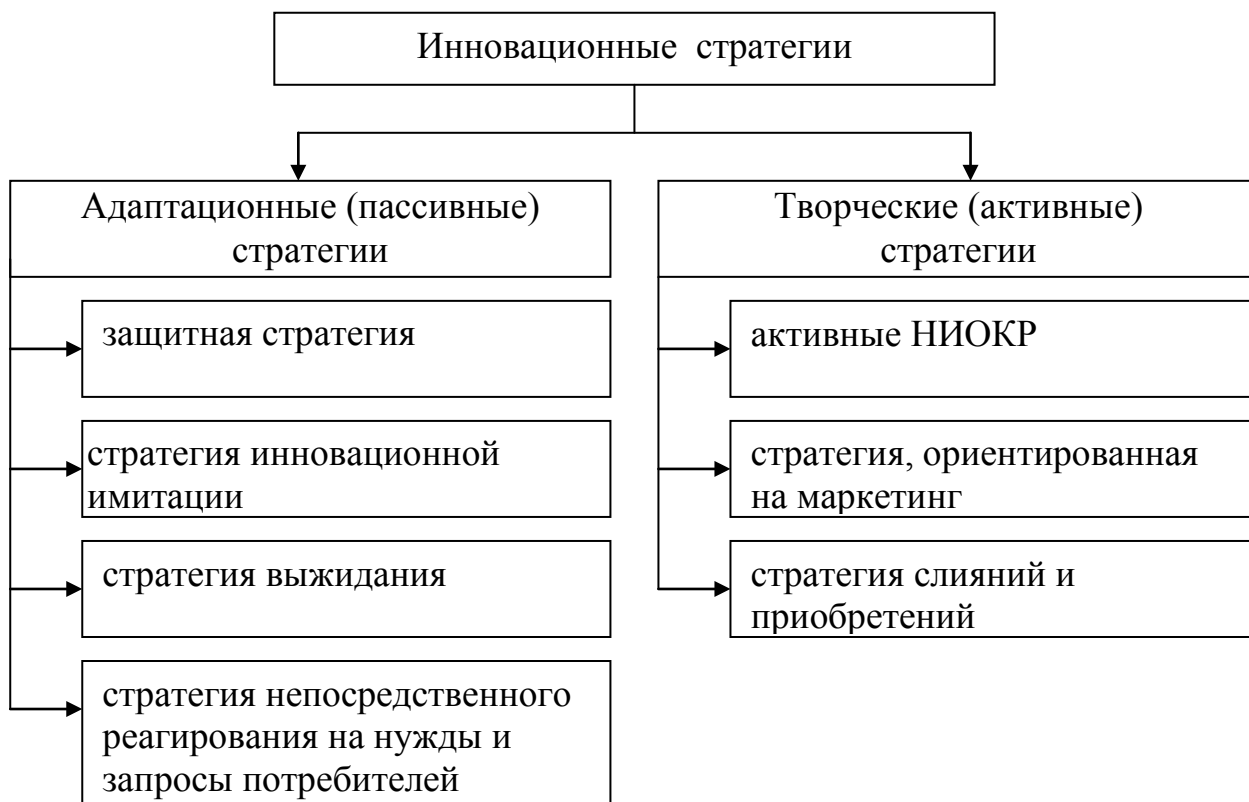 Инновационные стратегии
Адаптационные (пассивные)
стратегии
защитная стратегия
стратегия инновационной
имитации
стратегия выжидания
стратегия непосредственного
реагирования на нужды и
запросы потребителей
Творческие (активные)
стратегии
активные НИОКР
стратегия, ориентированная
на маркетинг
стратегия слияний и
приобретений